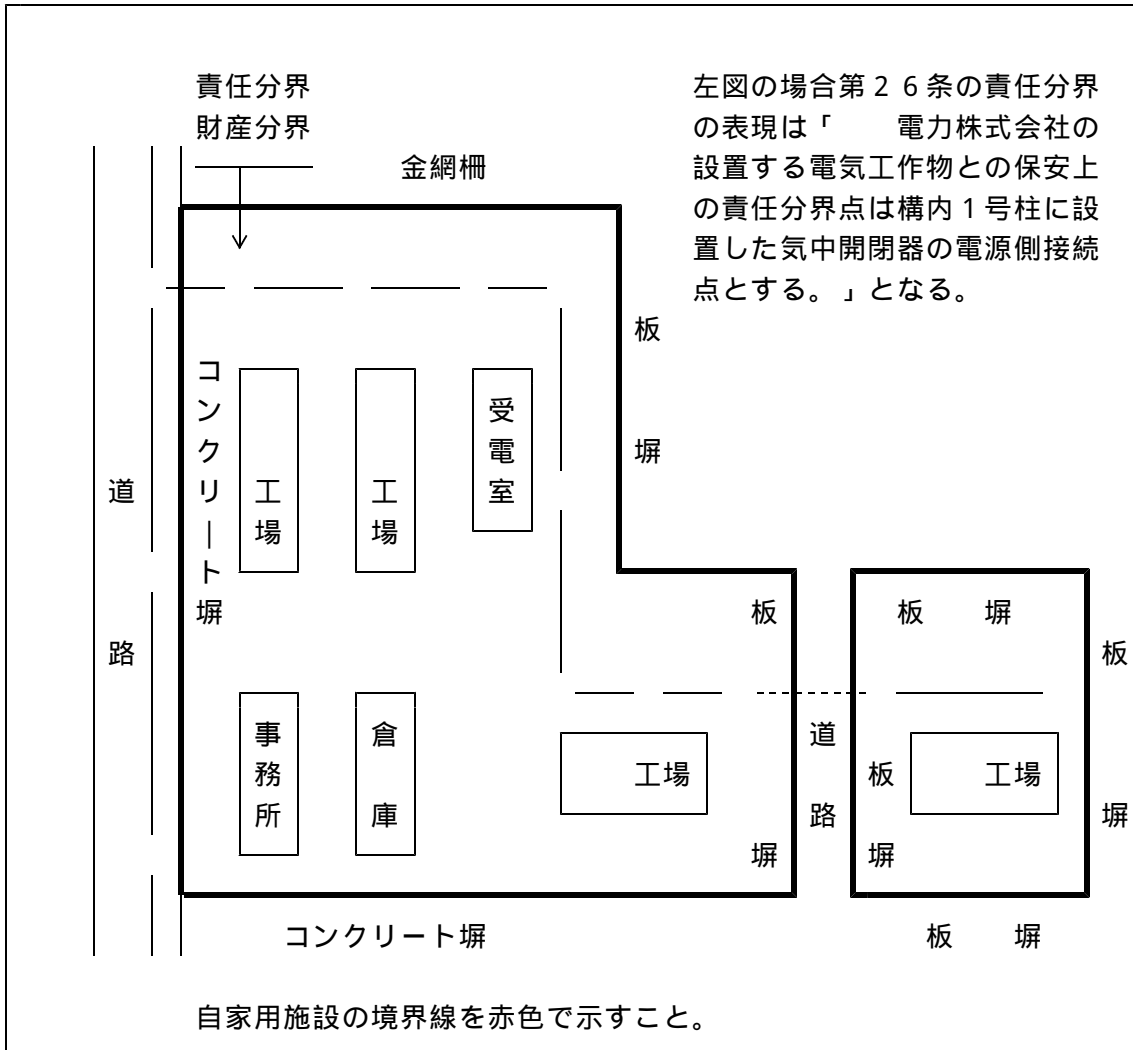 責任分界
財産分界
金網柵
左図の場合第２６条の責任分界
の表現は「　　電力株式会社の
設置する電気工作物との保安上
の責任分界点は構内１号柱に設
置した気中開閉器の電源側接続
点とする。」となる。
道路
コンクリート塀
工場
工場
受電室
板塀
事務所
倉庫
工場
板塀
道路
板塀
板塀
工場
板塀
コンクリート塀
板塀
自家用施設の境界線を赤色で示すこと。